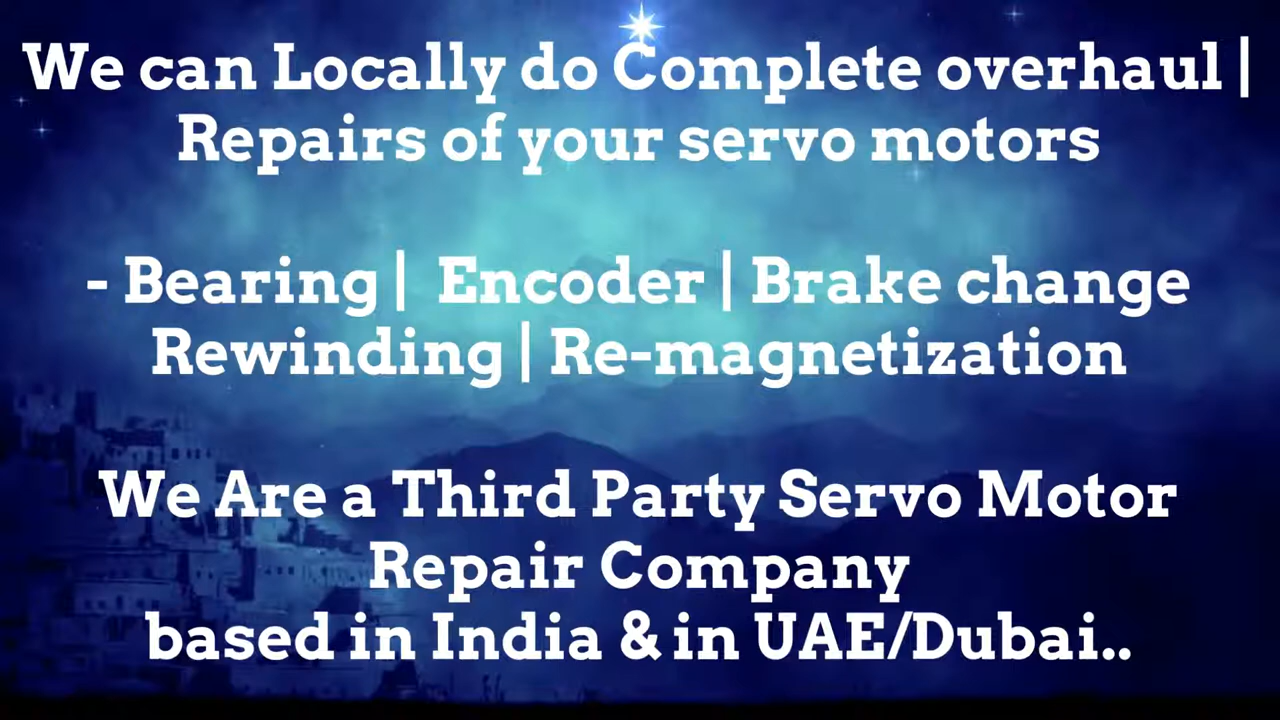 We can Locally do Complete overhaul |
Repairs of your servo motors
- Bearing | Encoder | Brake change
Rewinding | Re-magnetization
We Are a Third Party Servo Motor
Repair Company
based in India & in UAE/Dubai..